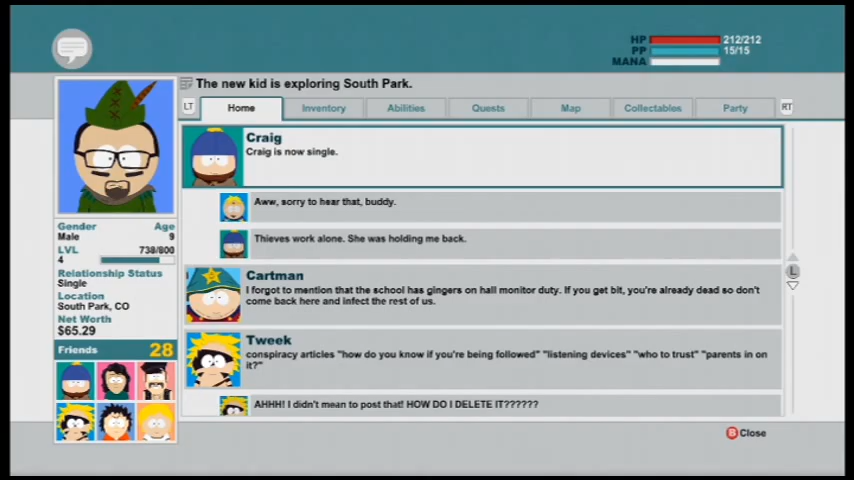 HP 212/212
PP 15/15
MANA
The new kid is exploring South Park.
LT Home Inventory Abilities Quests Map Collectables Party RT
Craig
Craig is now single.
Aww, sorry to hear that, buddy.
Thieves work alone. She was holding me back.
Cartman
I forgot to mention that the school has gingers on hall monitor duty. If you get bit, you're already dead so don't
come back here and infect the rest of us.
Tweek
conspiracy articles "how do you know if you're being followed" "listening devices" "who to trust" "parents in on
it?"
AHHH! I didn't mean to post that! HOW DO I DELETE IT??????
Gender Age
Male 9
LVL 738/800
4
Relationship Status
Single
Location
South Park, CO
Net Worth
$65.29
Friends 28
L
B Close